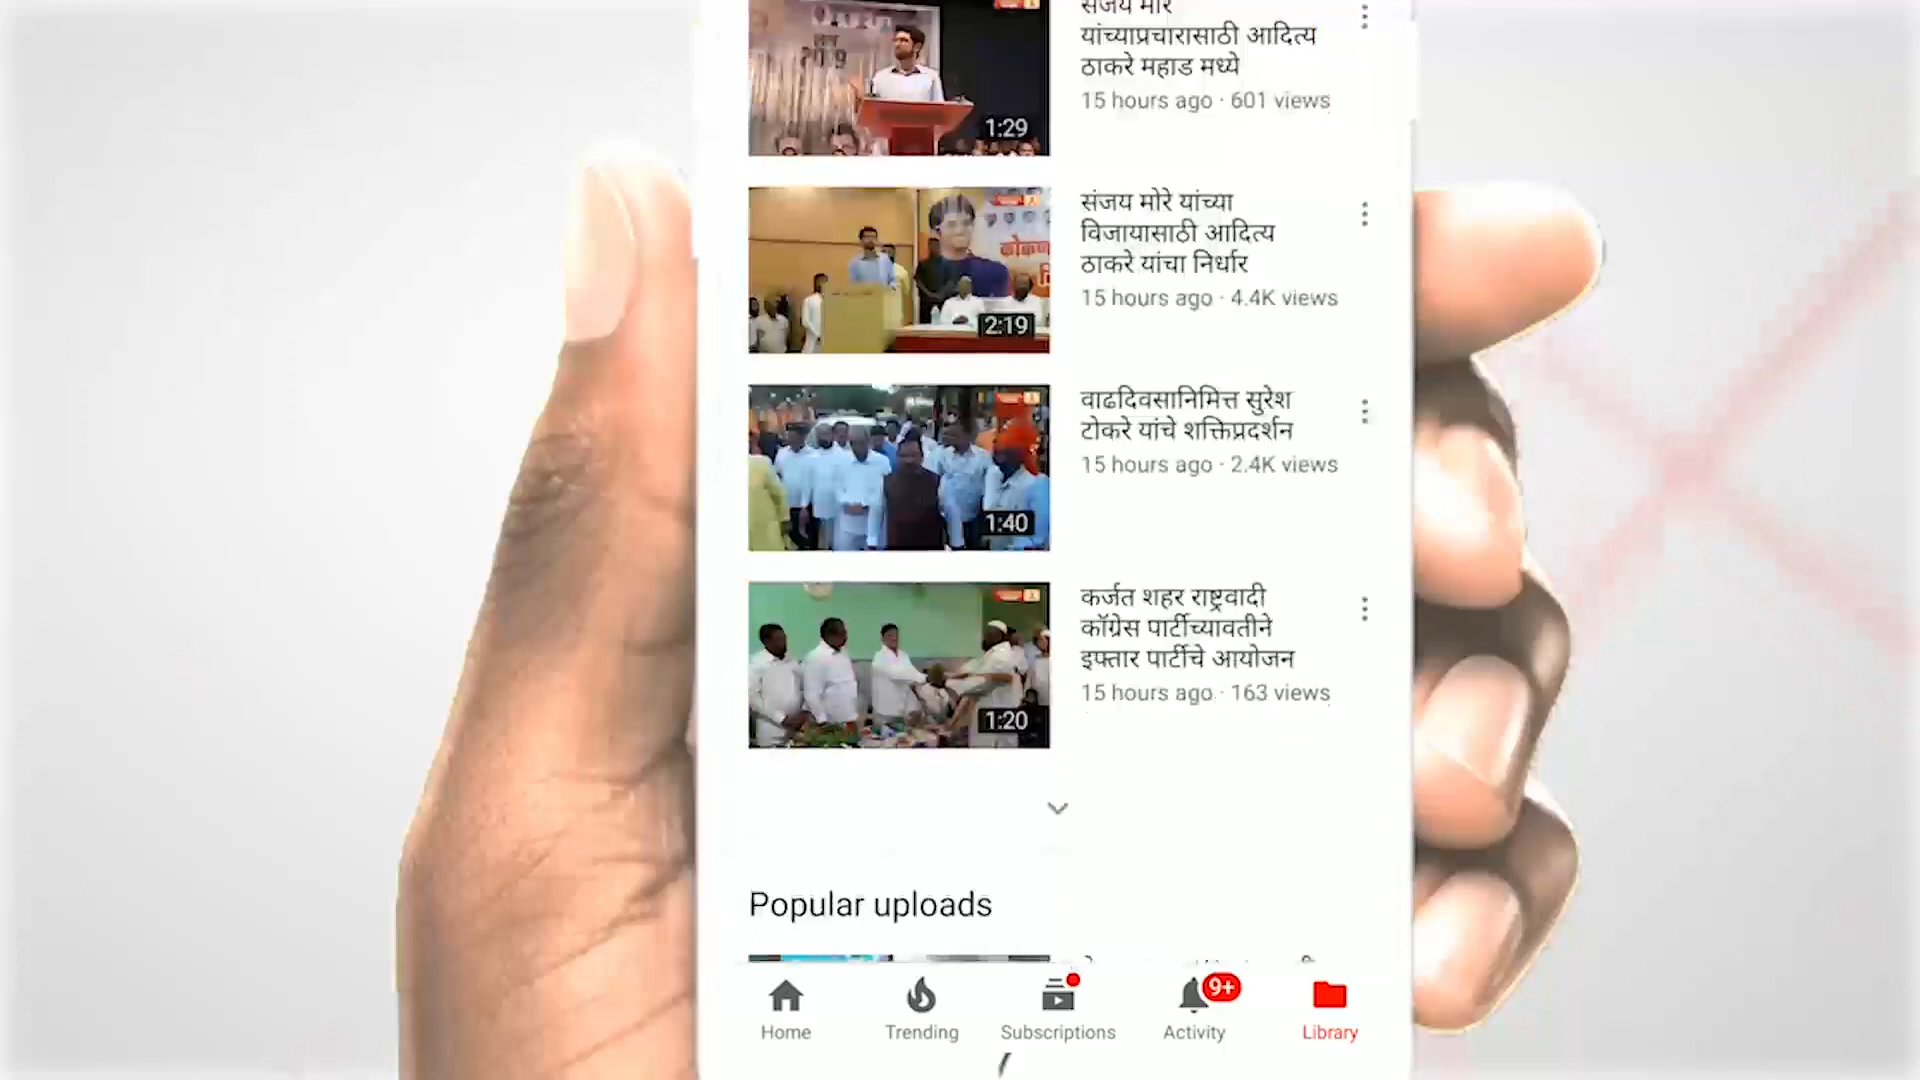 संजय मोरे
यांच्याप्रचारासाठी आदित्य
ठाकरे महाड मध्ये
15 hours ago · 601 views
2019
1:29
संजय मोरे यांच्या
विजायासाठी आदित्य
ठाकरे यांचा निर्धार
15 hours ago · 4.4K views
कोकण
2:19
वाढदिवसानिमित्त सुरेश
टोकरे यांचे शक्तिप्रदर्शन
15 hours ago · 2.4K views
1:40
कर्जत शहर राष्ट्रवादी
कॉग्रेस पार्टीच्यावतीने
इफ्तार पार्टीचे आयोजन
15 hours ago · 163 views
1:20
Popular uploads
9+
Home
Trending
Subscriptions
Activity
Library